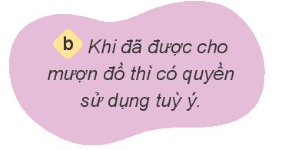 b Khi đã được cho
mượn đồ thì có quyền
sử dụng tuỳ ý.